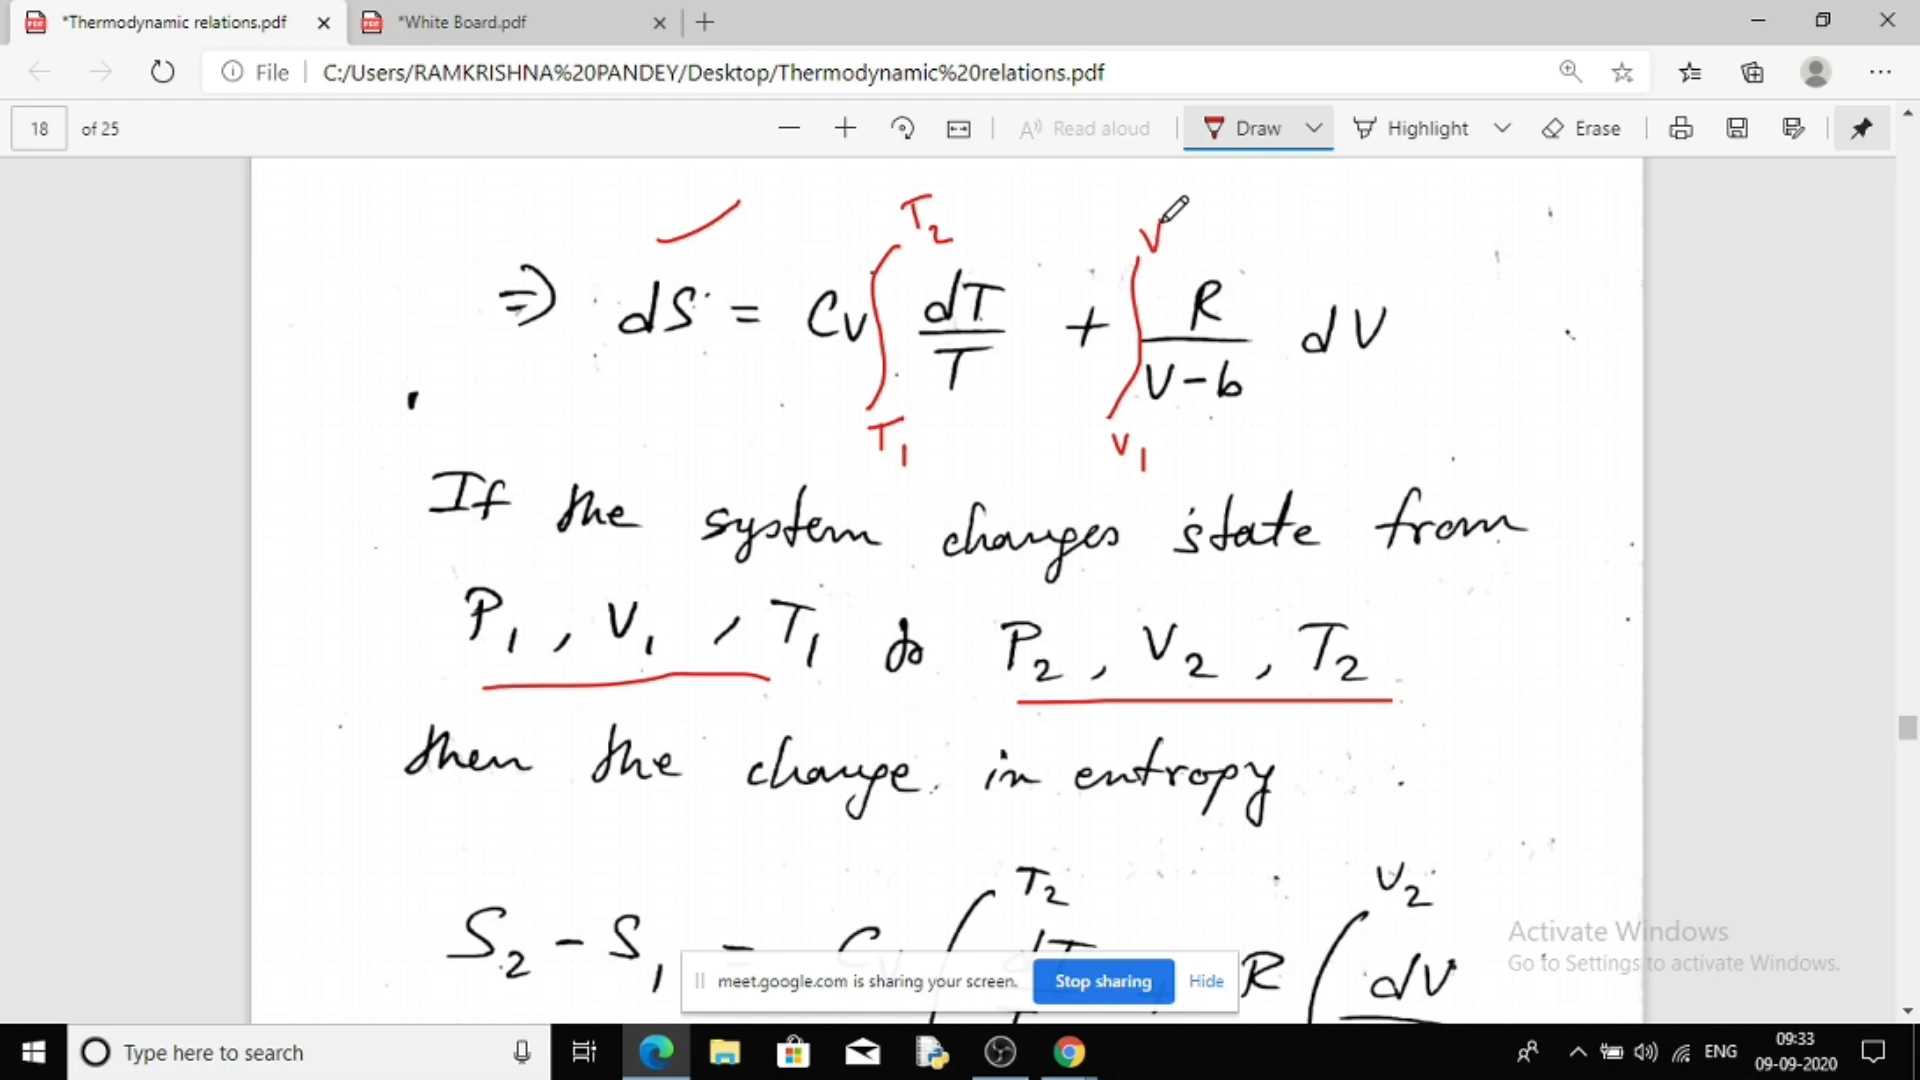 *Thermodynamic relations.pdf
*White Board.pdf
File C:/Users/RAMKRISHNA%20PANDEY/Desktop/Thermodynamic%20relations.pdf
18 of 25 Read aloud Draw Highlight Erase
T2 V
⇒ dS = Cv ∫ dT/T + ∫ R/(V-b) dV
T1 V1
If the system changes state from
P1, V1, T1 to P2, V2, T2
then the change in entropy
T2 V2
S2 - S1 = Cv ∫ dT R ∫ dV
Activate Windows
Go to Settings to activate Windows.
meet.google.com is sharing your screen. Stop sharing Hide
Type here to search
ENG
09:33
09-09-2020